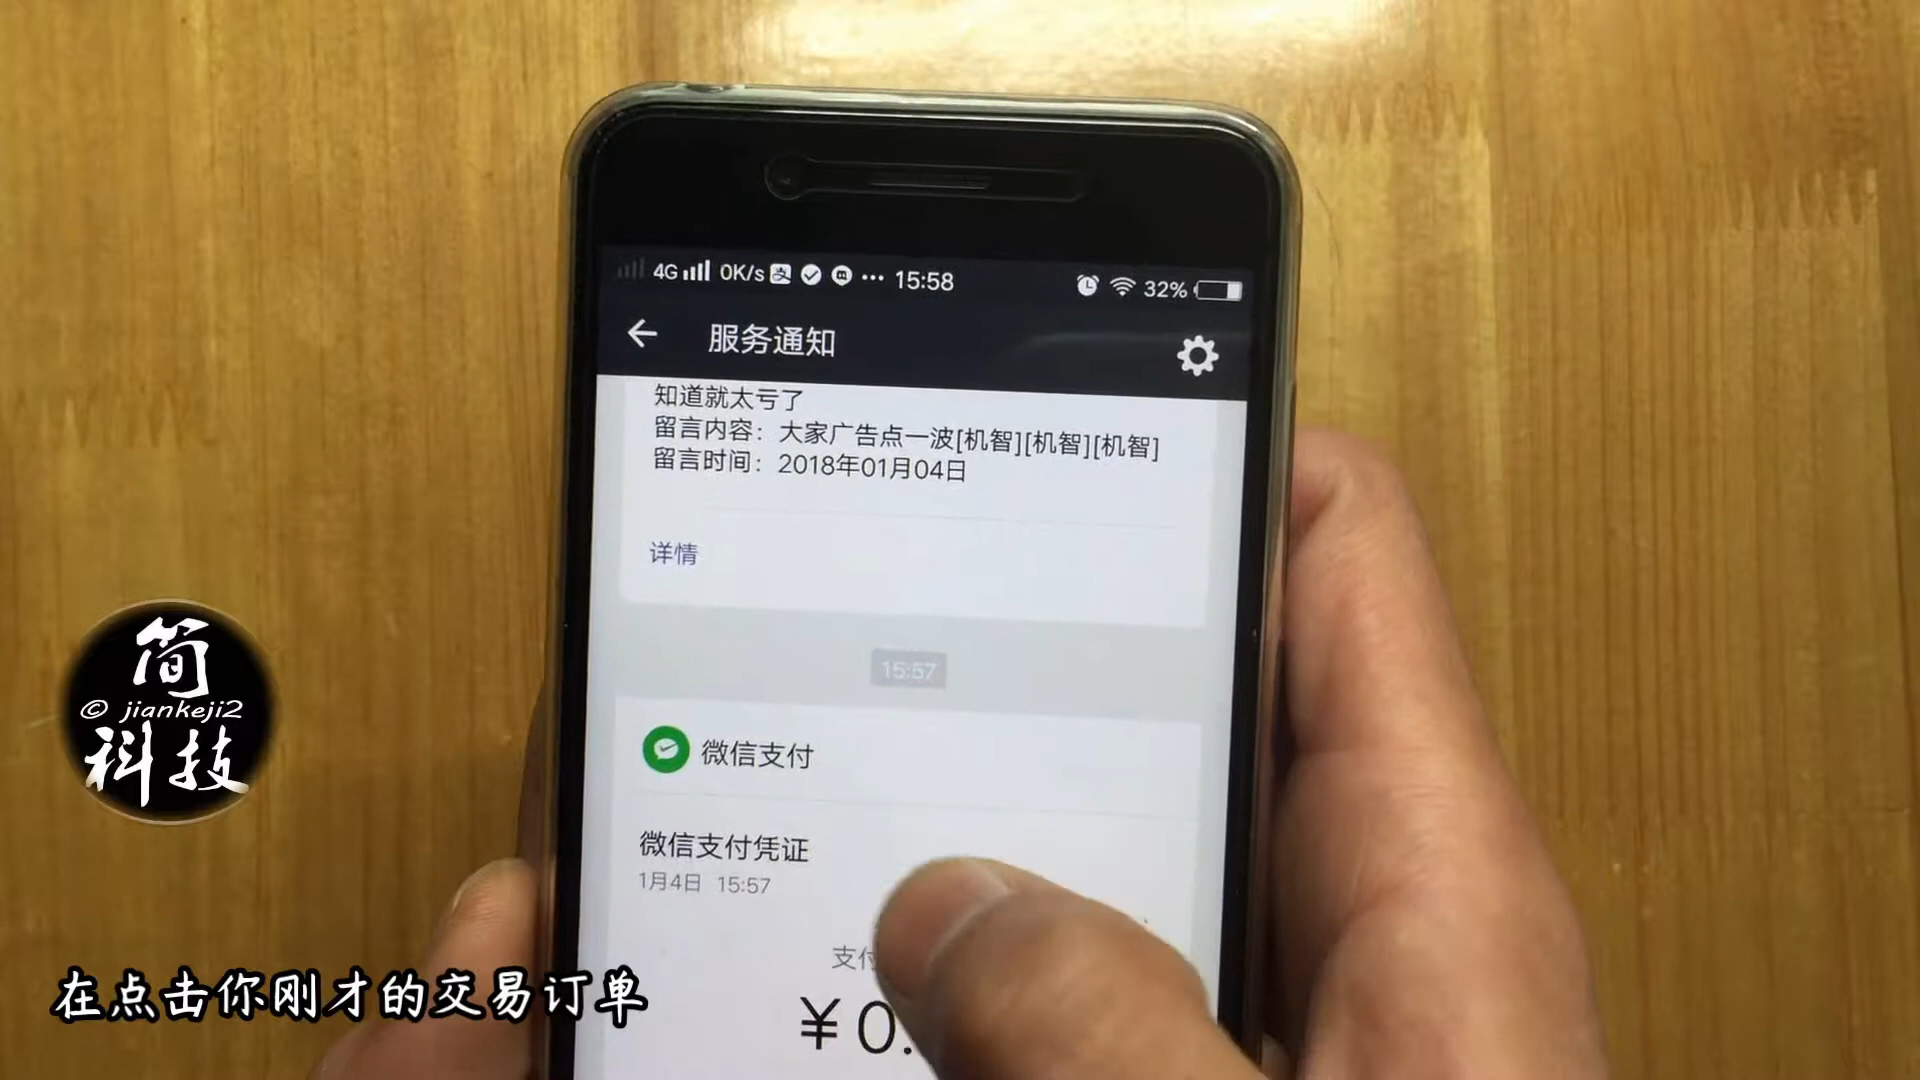 4G 0K/s 15:58 32%
服务通知
知道就太亏了
留言内容：大家广告点一波[机智][机智][机智]
留言时间：2018年01月04日
详情
15:57
微信支付
微信支付凭证
1月4日 15:57
支付
￥0.
简
© jiankeji2
科技
在点击你刚才的交易订单